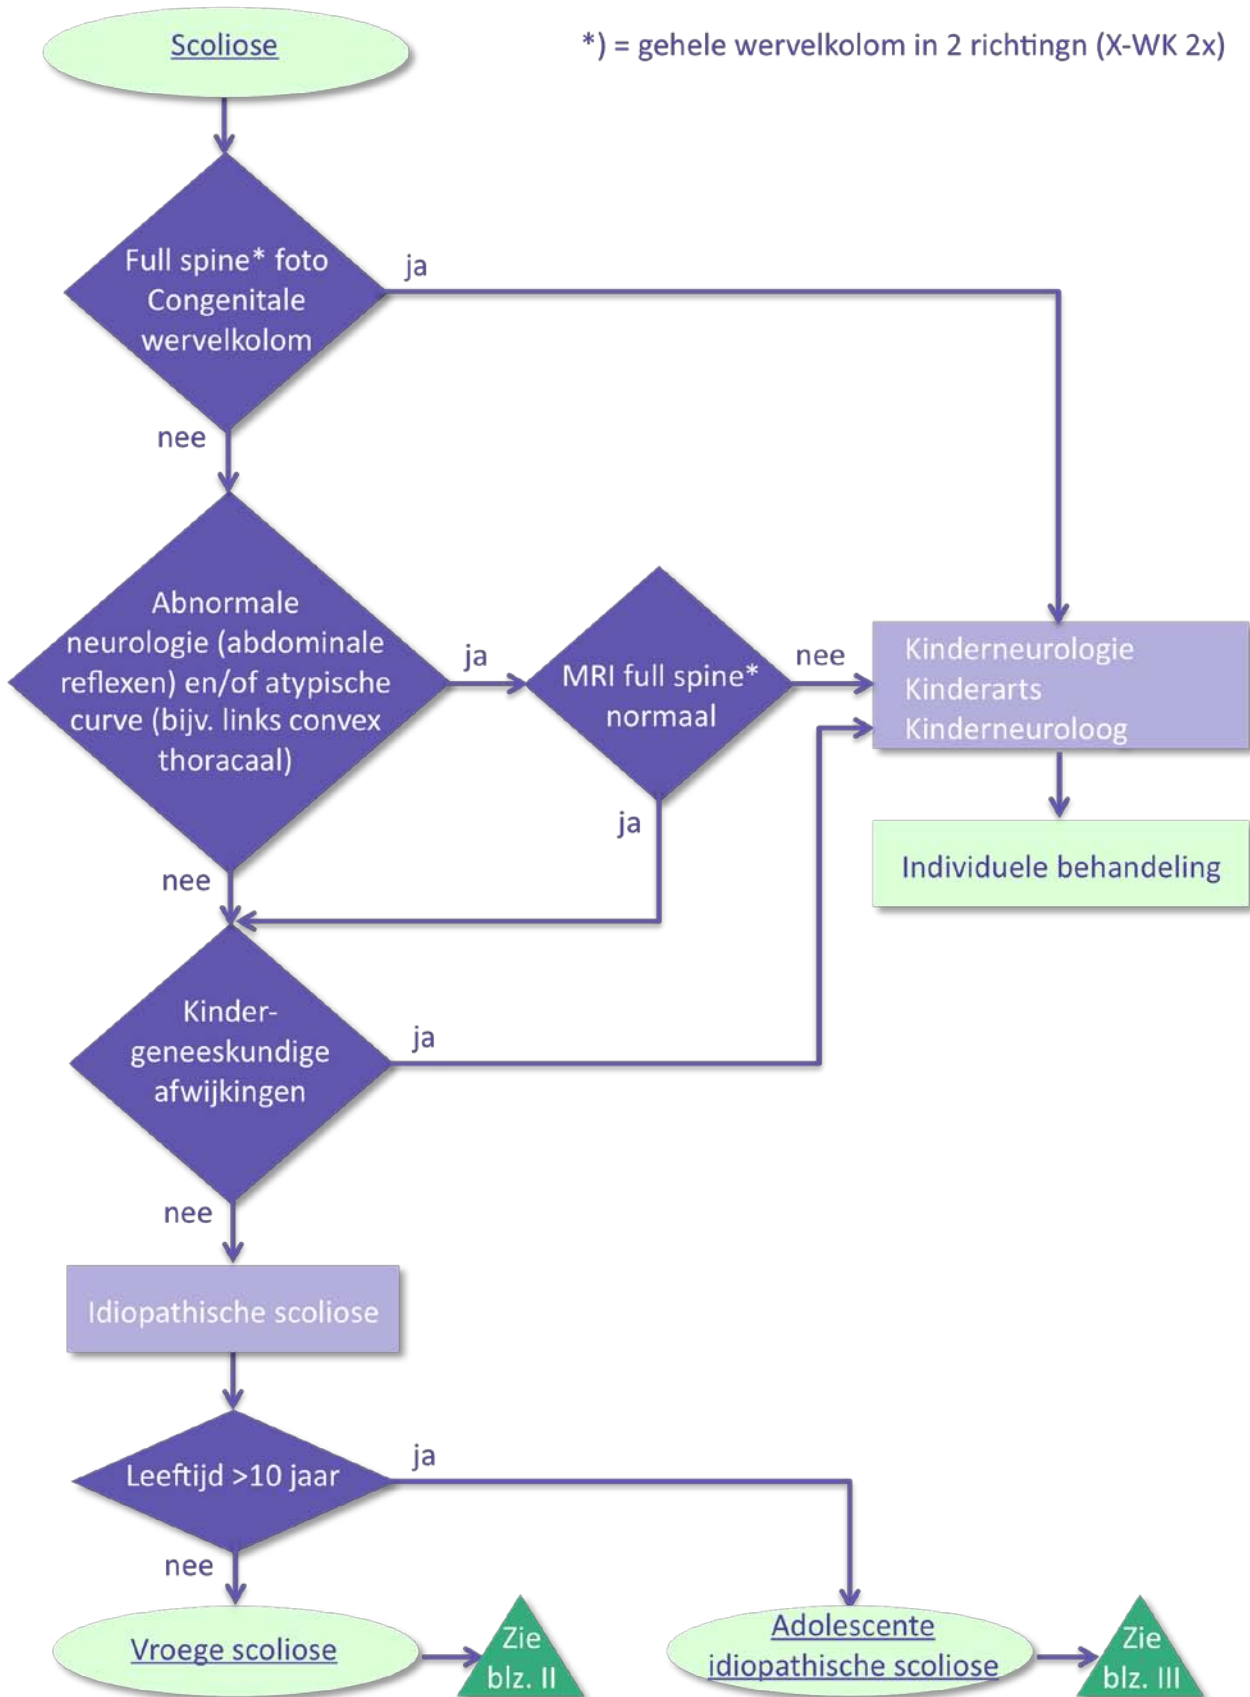 Scoliose
*) = gehele wervelkolom in 2 richtingn (X-WK 2x)
Full spine* foto
Congenitale
wervelkolom
ja
nee
Abnormale
neurologie (abdominale
reflexen) en/of atypische
curve (bijv. links convex
thoracaal)
ja
MRI full spine*
normaal
nee
Kinderneurologie
Kinderarts
Kinderneuroloog
ja
Individuele behandeling
nee
Kinder-
geneeskundige
afwijkingen
ja
nee
Idiopathische scoliose
Leeftijd >10 jaar
ja
nee
Vroege scoliose
Zie
blz. II
Adolescente
idiopathische scoliose
Zie
blz. III